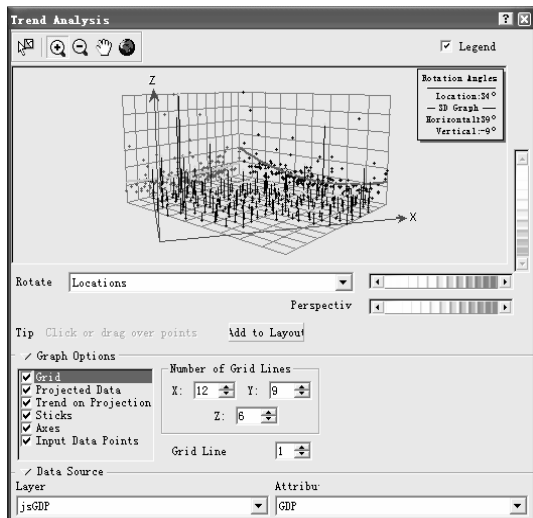 Trend Analysis
Legend
Z
X
Rotation Angles
Location:34°
3D Graph
Horizontal:39°
Vertical:-9°
Rotate Locations
Perspectiv
Tip Click or drag over points Add to Layout
Graph Options
Grid
Projected Data
Trend on Projection
Sticks
Axes
Input Data Points
Number of Grid Lines
X: 12 Y: 9
Z: 6
Grid Line 1
Data Source
Layer Attribu
jsGDP GDP